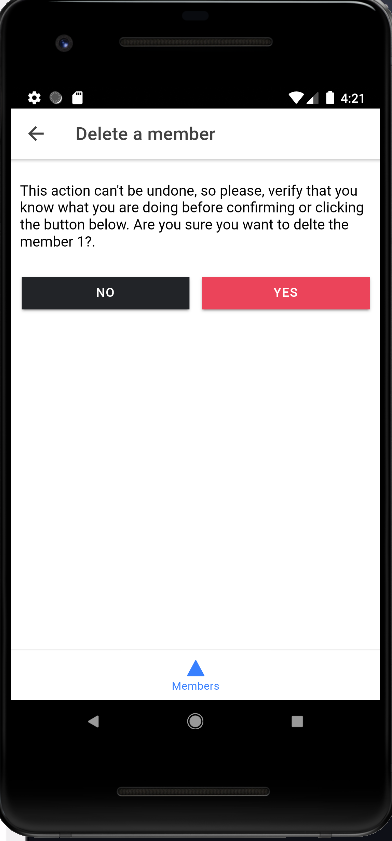 4:21
Delete a member
This action can't be undone, so please, verify that you
know what you are doing before confirming or clicking
the button below. Are you sure you want to delte the
member 1?.
NO
YES
Members